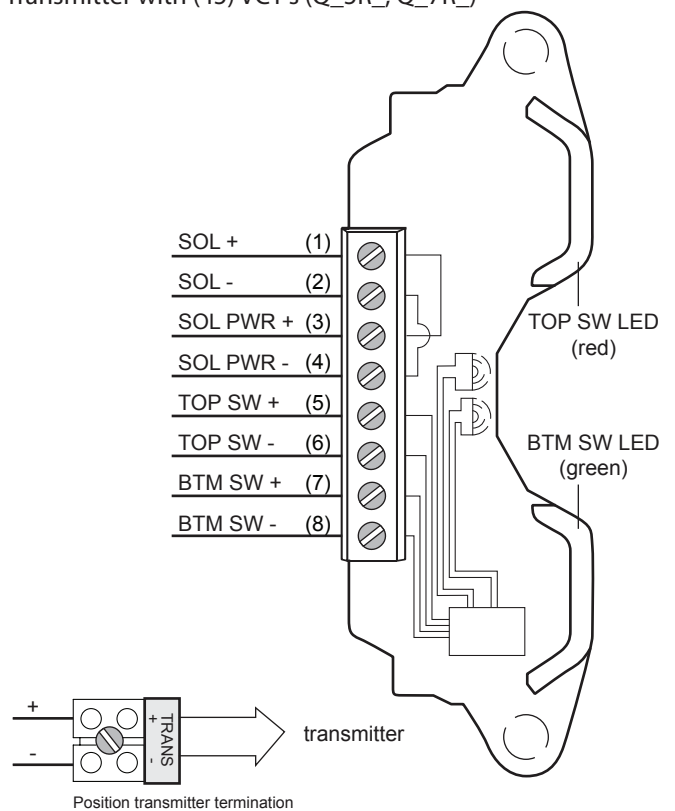 SOL + (1)
SOL - (2)
SOL PWR + (3)
SOL PWR - (4)
TOP SW + (5)
TOP SW - (6)
BTM SW + (7)
BTM SW - (8)
TOP SW LED
(red)
BTM SW LED
(green)
+
-
+
-
TRANS
transmitter
Position transmitter termination